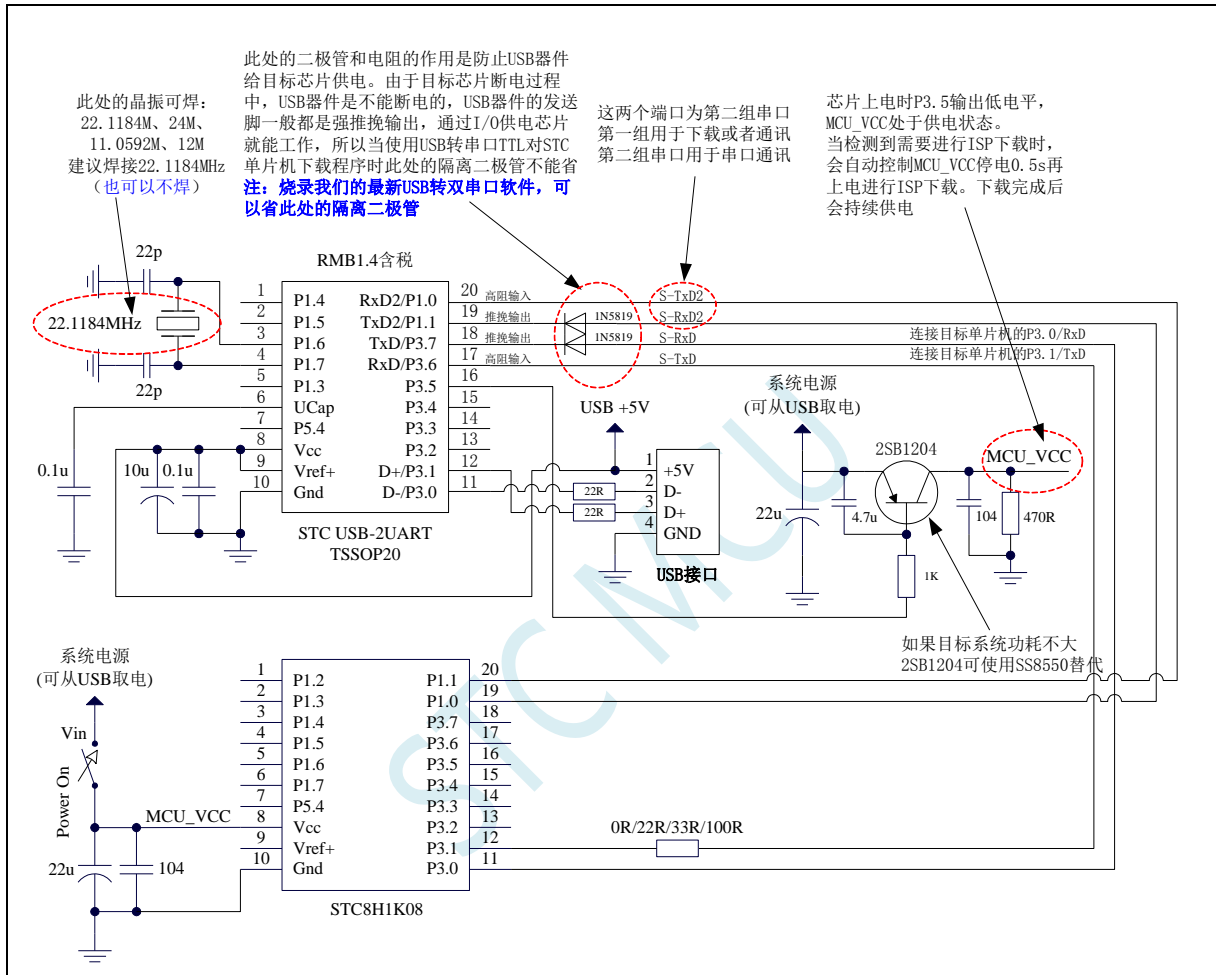 此处的二极管和电阻的作用是防止USB器件
给目标芯片供电。由于目标芯片断电过程
中，USB器件是不能断电的，USB器件的发送
脚一般都是强推挽输出，通过I/O供电芯片
就能工作，所以当使用USB转串口TTL对STC
单片机下载程序时此处的隔离二极管不能省
注：烧录我们的最新USB转双串口软件，可
以省此处的隔离二极管
此处的晶振可焊：
22.1184M、24M、
11.0592M、12M
建议焊接22.1184MHz
（也可以不焊）
这两个端口为第二组串口
第一组用于下载或者通讯
第二组串口用于串口通讯
芯片上电时P3.5输出低电平，
MCU_VCC处于供电状态。
当检测到需要进行ISP下载时，
会自动控制MCU_VCC停电0.5s再
上电进行ISP下载。下载完成后
会持续供电
22p
22.1184MHz
22p
RMB1.4含税
1 P1.4 RxD2/P1.0 20 高阻输入 S-TxD2
2 P1.5 TxD2/P1.1 19 推挽输出 1N5819 S-RxD2
3 P1.6 TxD/P3.7 18 推挽输出 1N5819 S-RxD 连接目标单片机的P3.0/RxD
4 P1.7 RxD/P3.6 17 高阻输入 S-TxD 连接目标单片机的P3.1/TxD
5 P1.3 P3.5 16
6 UCap P3.4 15
7 P5.4 P3.3 14
8 Vcc P3.2 13
9 Vref+ D+/P3.1 12
10 Gnd D-/P3.0 11
STC USB-2UART
TSSOP20
0.1u
10u
0.1u
USB +5V
22R
22R
1 +5V
2 D-
3 D+
4 GND
USB接口
系统电源
(可从USB取电)
22u
4.7u
2SB1204
104
470R
MCU_VCC
1K
如果目标系统功耗不大
2SB1204可使用SS8550替代
STC MCU
系统电源
(可从USB取电)
Vin
Power On
MCU_VCC
22u
104
1 P1.2 P1.1 20
2 P1.3 P1.0 19
3 P1.4 P3.7 18
4 P1.5 P3.6 17
5 P1.6 P3.5 16
6 P1.7 P3.4 15
7 P5.4 P3.3 14
8 Vcc P3.2 13
9 Vref+ P3.1 12
10 Gnd P3.0 11
0R/22R/33R/100R
STC8H1K08